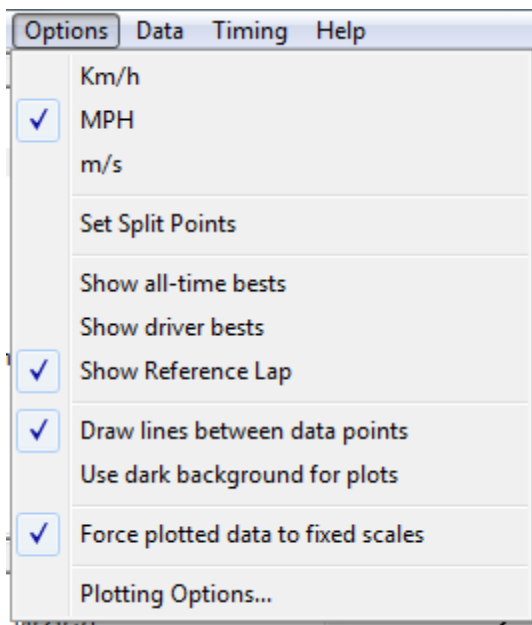 Options Data Timing Help
Km/h
MPH
m/s
Set Split Points
Show all-time bests
Show driver bests
Show Reference Lap
Draw lines between data points
Use dark background for plots
Force plotted data to fixed scales
Plotting Options...